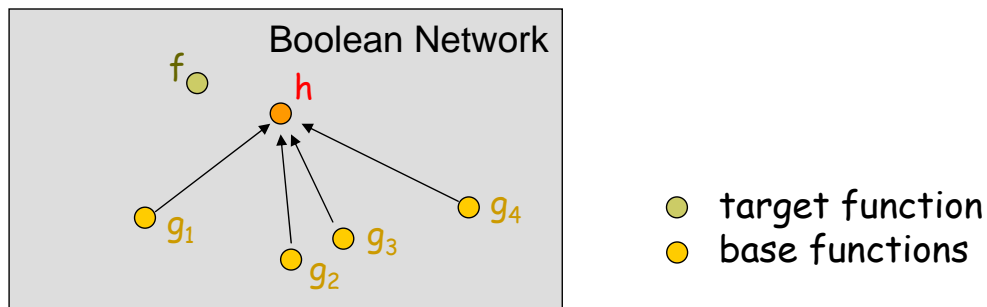 Boolean Network
f
h
g1
g2
g3
g4
target function
base functions